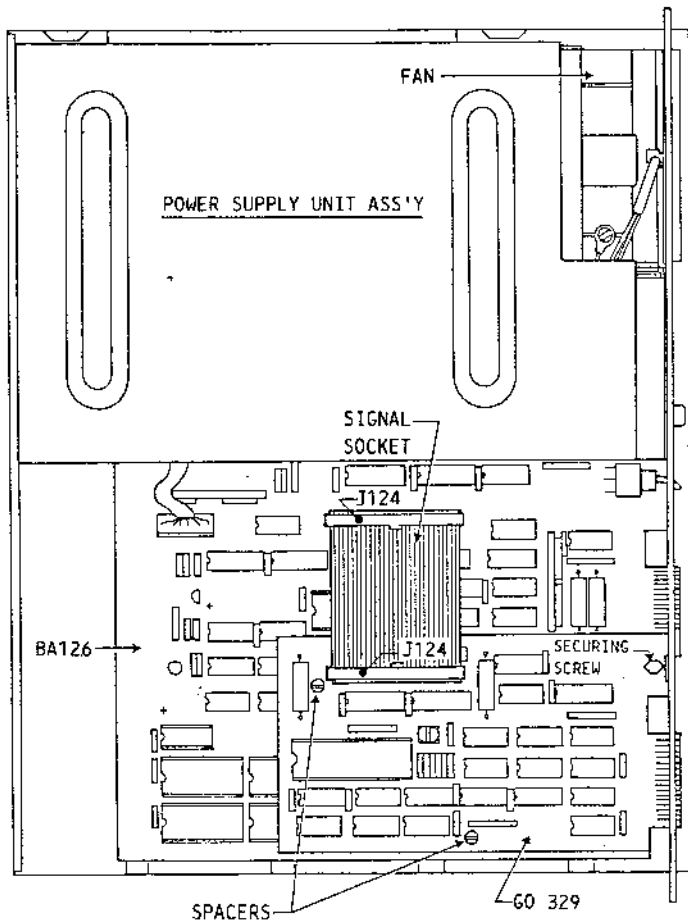 FAN
POWER SUPPLY UNIT ASS'Y
SIGNAL
SOCKET
J124
BA126
J124
SECURING
SCREW
SPACERS
GO 329